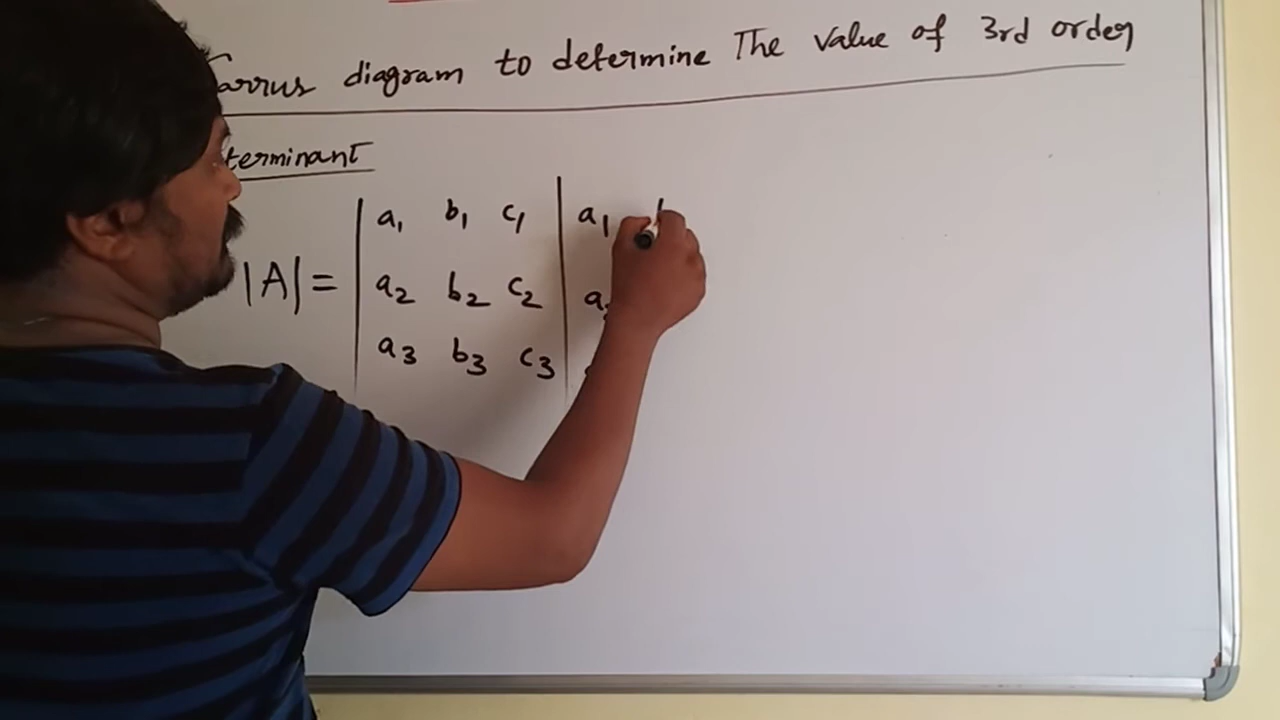 diagram to determine The Value of 3rd order
a₁ b₁ c₁ | a₁
|A| = | a₂ b₂ c₂ |
a₃ b₃ c₃